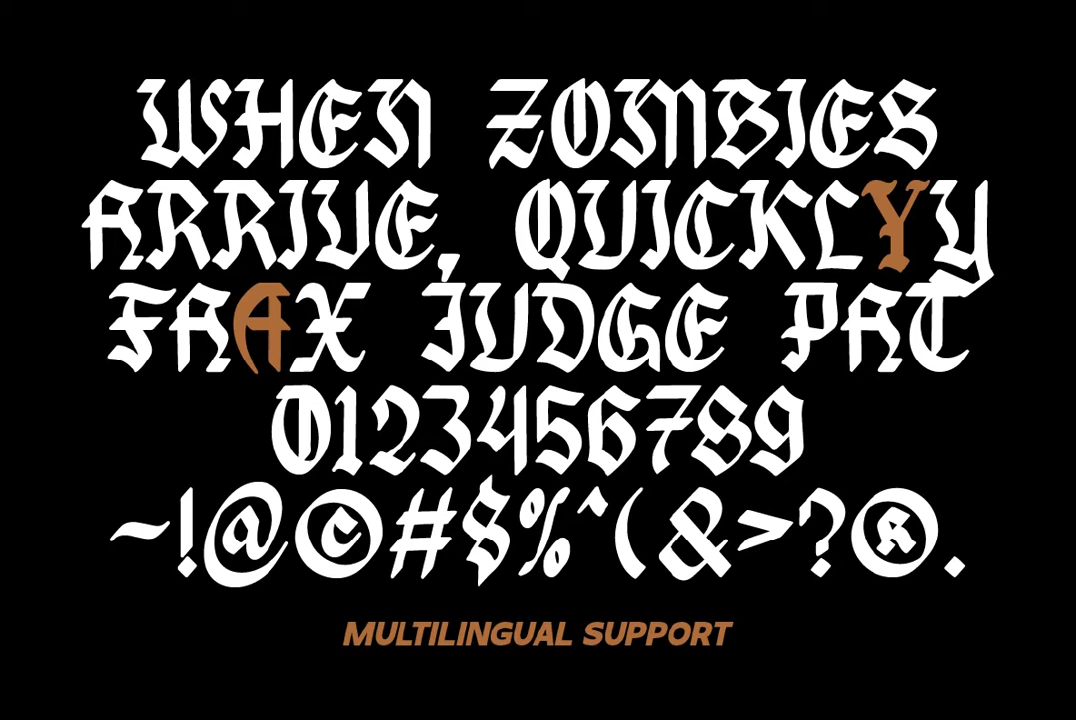 WHEN ZOMBIES
ARRIVE, QUICKLYY
FAAX JUDGE PAT
0123456789
~!@©#$%^(&>?®.
MULTILINGUAL SUPPORT